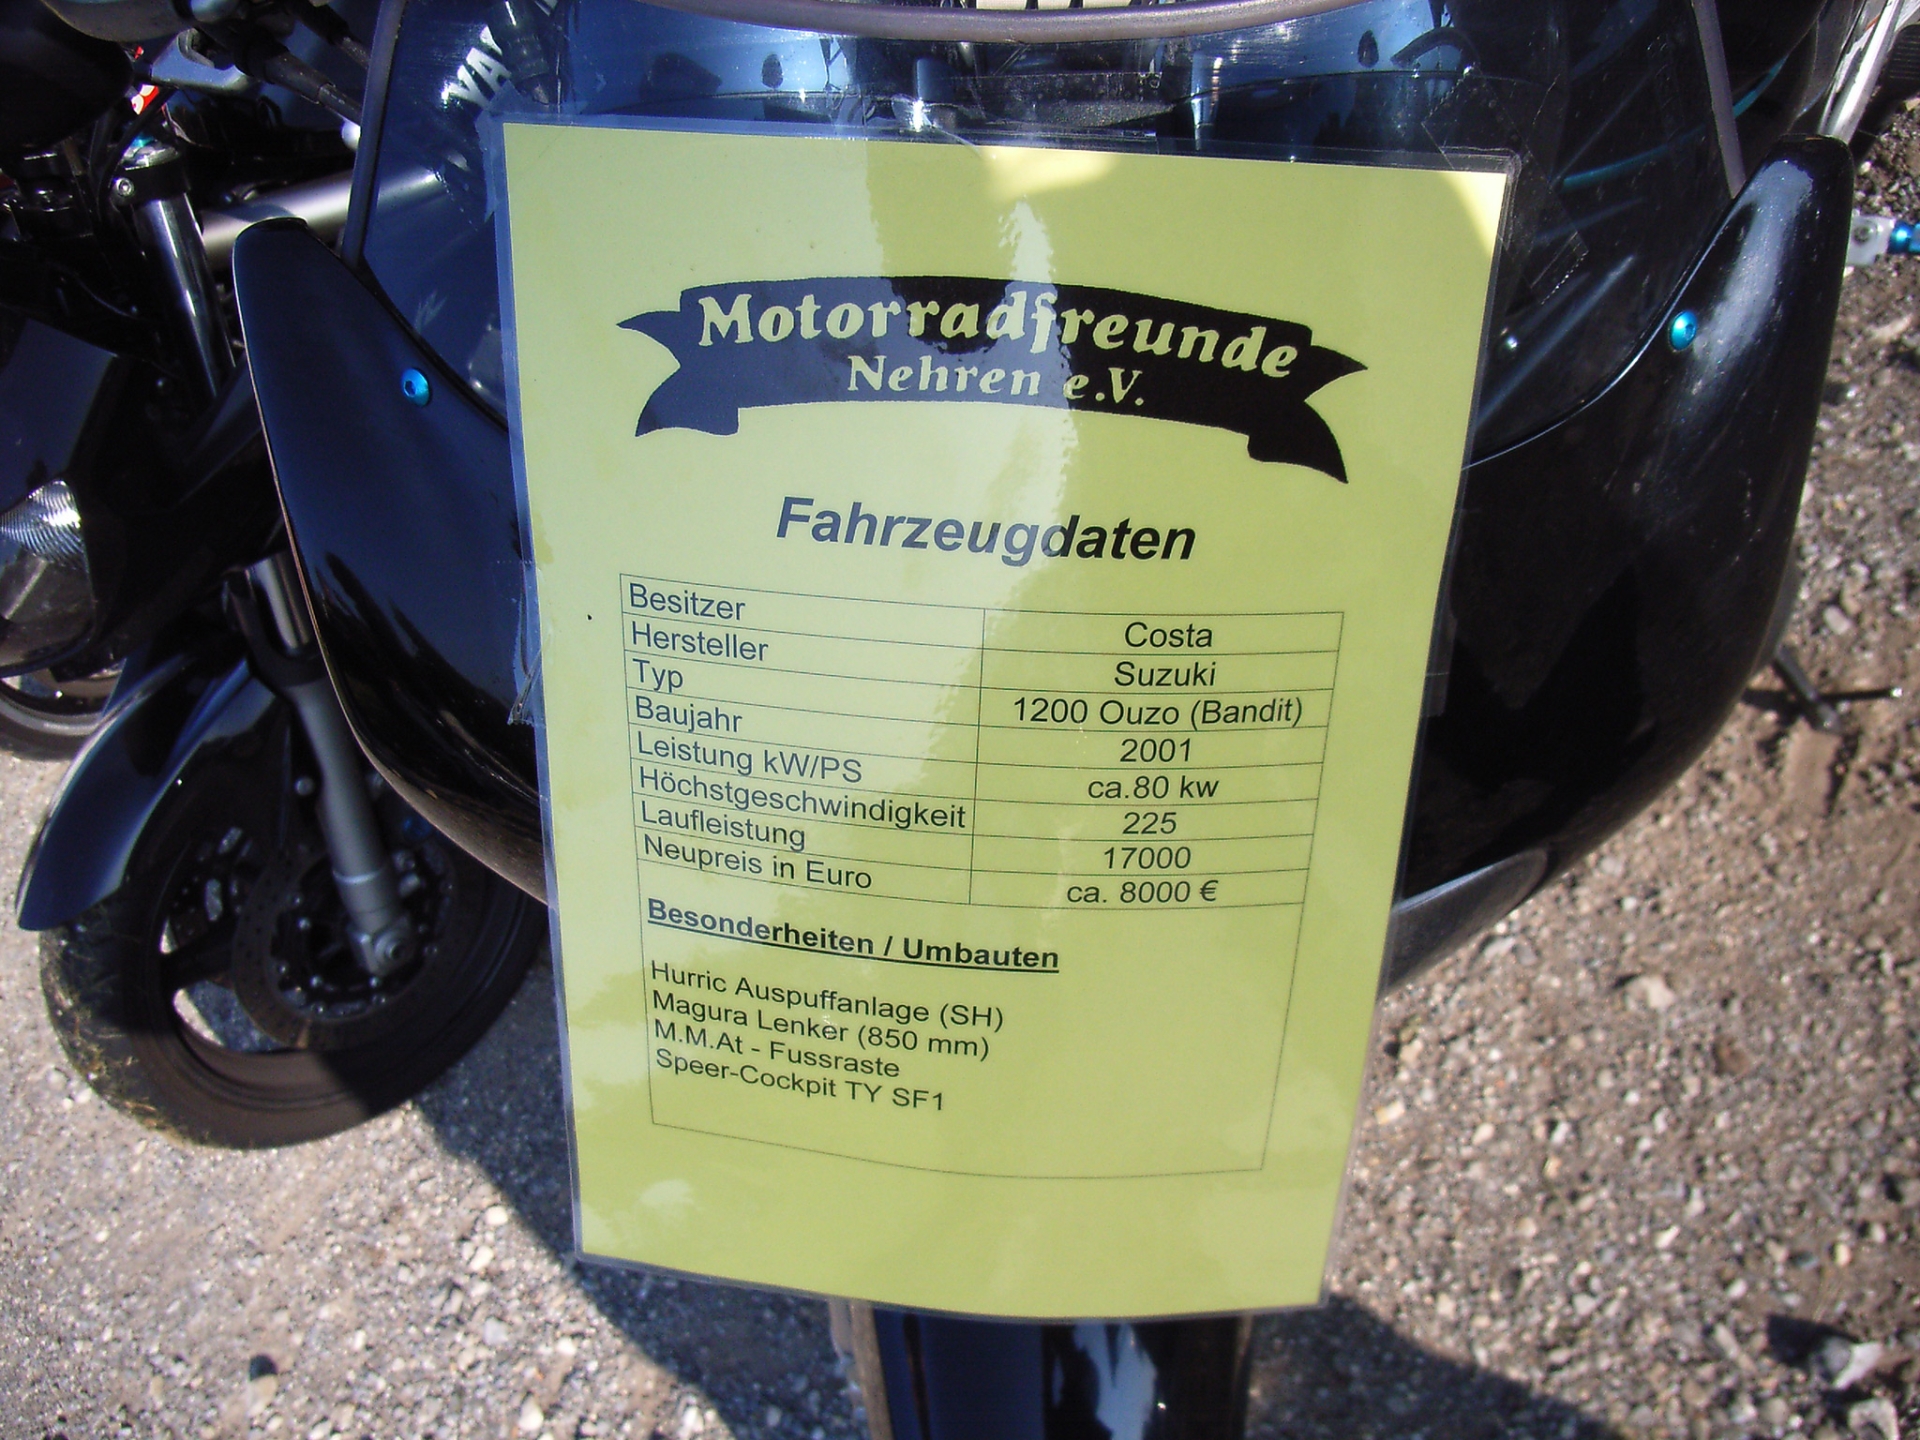 YA
Motorradfreunde
Nehren e.V.
Fahrzeugdaten
Besitzer Costa
Hersteller Suzuki
Typ 1200 Ouzo (Bandit)
Baujahr 2001
Leistung kW/PS ca.80 kw
Höchstgeschwindigkeit 225
Laufleistung 17000
Neupreis in Euro ca. 8000 €
Besonderheiten / Umbauten
Hurric Auspuffanlage (SH)
Magura Lenker (850 mm)
M.M.At - Fussraste
Speer-Cockpit TY SF1